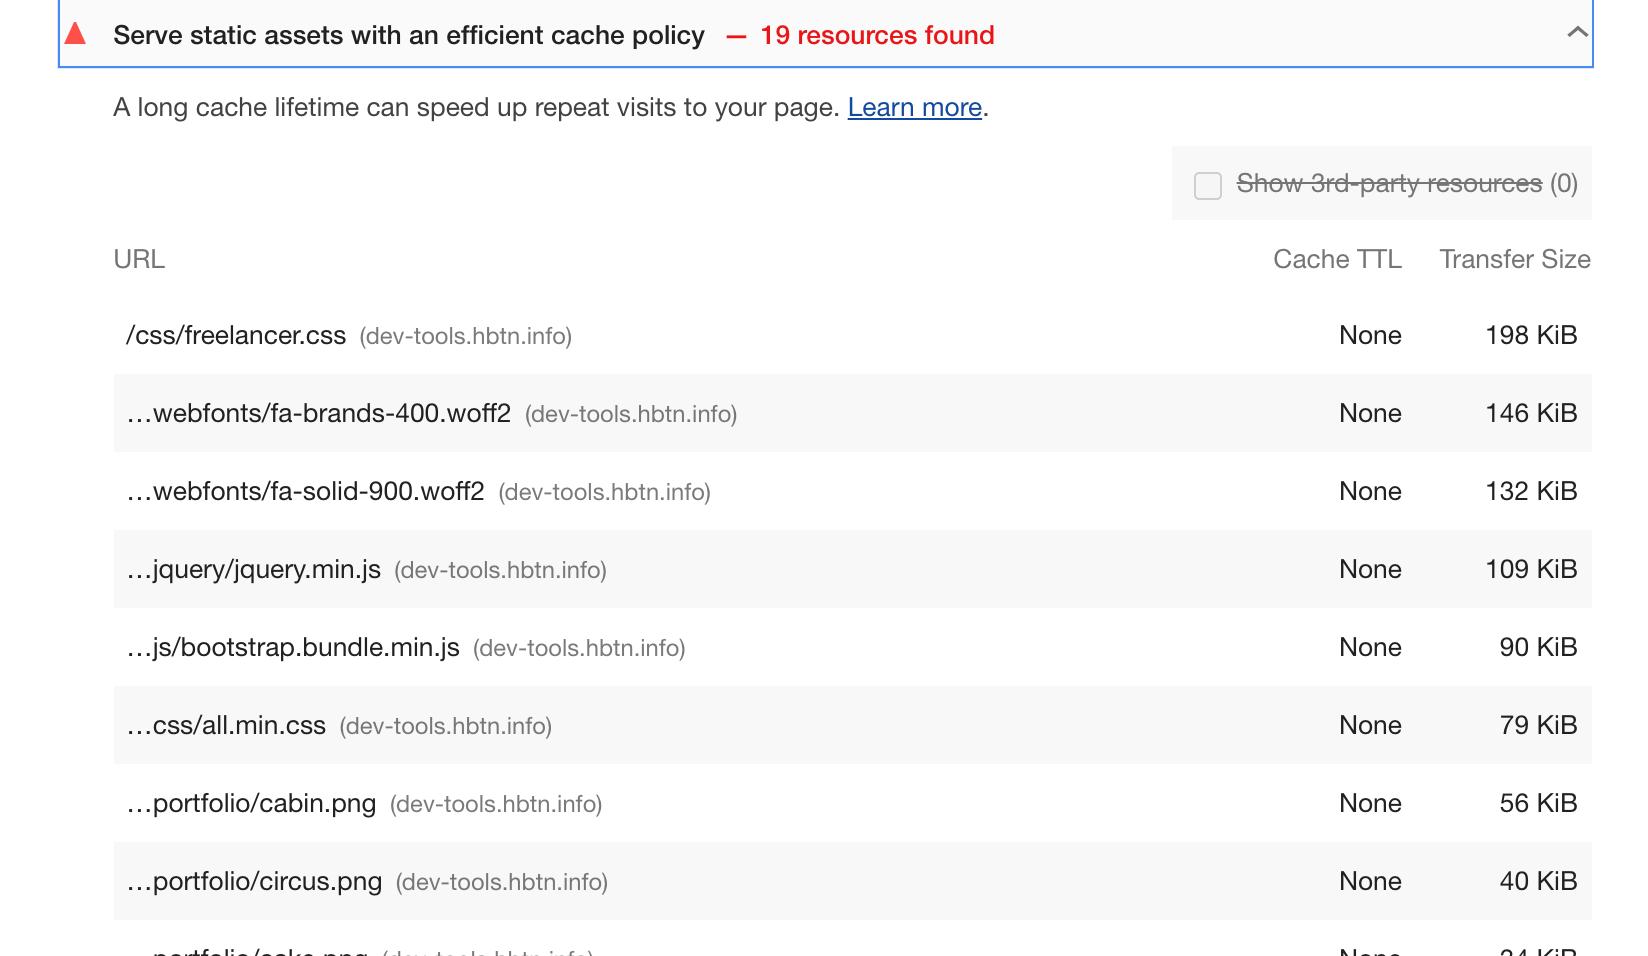 Serve static assets with an efficient cache policy — 19 resources found
A long cache lifetime can speed up repeat visits to your page. Learn more.
Show 3rd-party resources (0)
URL Cache TTL Transfer Size
/css/freelancer.css (dev-tools.hbtn.info) None 198 KiB
…webfonts/fa-brands-400.woff2 (dev-tools.hbtn.info) None 146 KiB
…webfonts/fa-solid-900.woff2 (dev-tools.hbtn.info) None 132 KiB
…jquery/jquery.min.js (dev-tools.hbtn.info) None 109 KiB
…js/bootstrap.bundle.min.js (dev-tools.hbtn.info) None 90 KiB
…css/all.min.css (dev-tools.hbtn.info) None 79 KiB
…portfolio/cabin.png (dev-tools.hbtn.info) None 56 KiB
…portfolio/circus.png (dev-tools.hbtn.info) None 40 KiB
…portfolio/cake.png (dev-tools.hbtn.info) None KiB